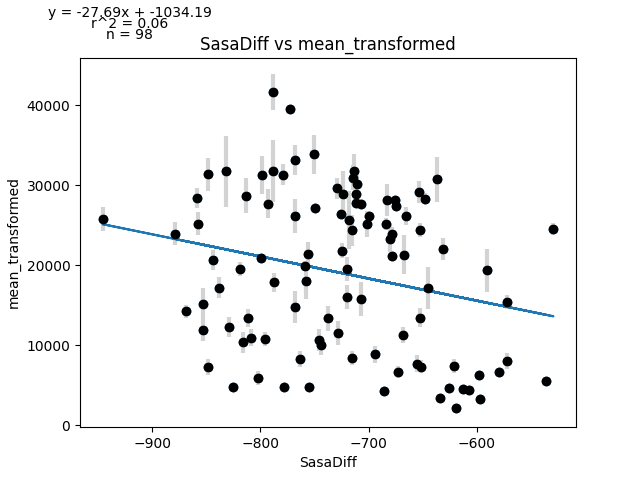 y = -27.69x + -1034.19
r^2 = 0.06
n = 98
SasaDiff vs mean_transformed
40000
30000
20000
10000
0
mean_transformed
−900
−800
−700
−600
SasaDiff